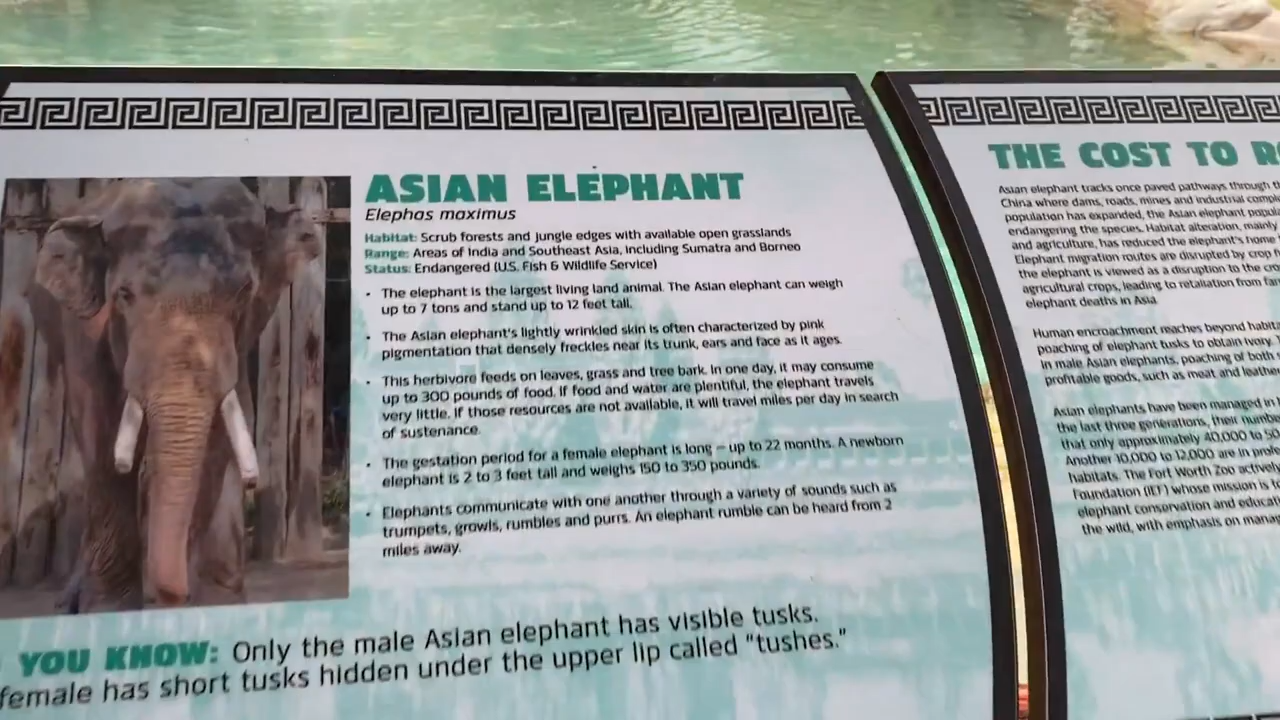 ASIAN ELEPHANT
Elephas maximus
Habitat: Scrub forests and jungle edges with available open grasslands
Range: Areas of India and Southeast Asia, including Sumatra and Borneo
Status: Endangered (U.S. Fish & Wildlife Service)
• The elephant is the largest living land animal. The Asian elephant can weigh
up to 7 tons and stand up to 12 feet tall.
• The Asian elephant's lightly wrinkled skin is often characterized by pink
pigmentation that densely freckles near its trunk, ears and face as it ages.
• This herbivore feeds on leaves, grass and tree bark. In one day, it may consume
up to 300 pounds of food. If food and water are plentiful, the elephant travels
very little. If those resources are not available, it will travel miles per day in search
of sustenance.
• The gestation period for a female elephant is long – up to 22 months. A newborn
elephant is 2 to 3 feet tall and weighs 150 to 350 pounds.
• Elephants communicate with one another through a variety of sounds such as
trumpets, growls, rumbles and purrs. An elephant rumble can be heard from 2
miles away.
YOU KNOW: Only the male Asian elephant has visible tusks.
female has short tusks hidden under the upper lip called "tushes."
THE COST TO
Asian elephant tracks once paved pathways through
China where dams, roads, mines and industrial
population has expanded, the Asian elephant
endangering the species. Habitat alteration, mainly
and agriculture, has reduced the elephant's home
Elephant migration routes are disrupted by crop
the elephant is viewed as a disruption to the
agricultural crops, leading to retaliation from
elephant deaths in Asia.
Human encroachment reaches beyond
poaching of elephant tusks to obtain ivory.
in male Asian elephants, poaching of both
profitable goods, such as meat and
Asian elephants have been managed in
the last three generations, their
that only approximately 40,000 to
Another 10,000 to 12,000 are in
habitats. The Fort Worth Zoo
Foundation (IEF) whose mission is
elephant conservation and
the wild, with emphasis on